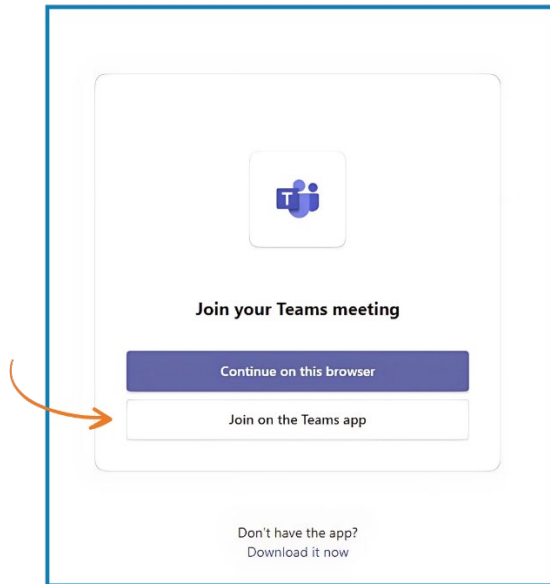 T
Join your Teams meeting
Continue on this browser
Join on the Teams app
Don't have the app?
Download it now